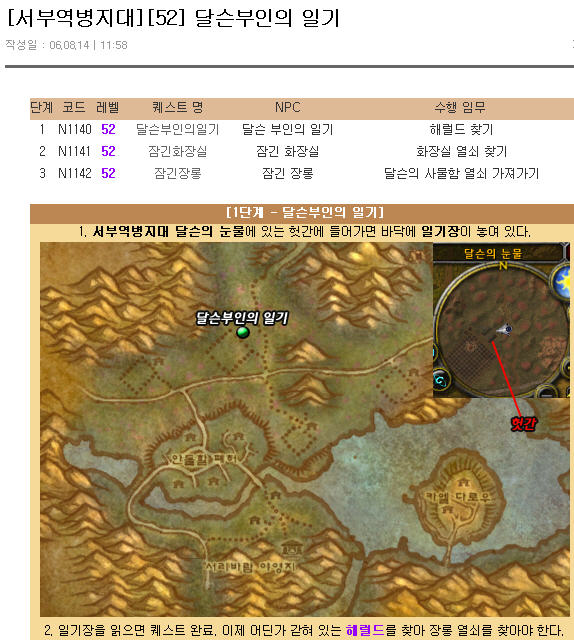 [서부역병지대][52] 달슨부인의 일기
작성일 : 06.08.14 | 11:58
단계 코드 레벨 퀘스트 명 NPC 수행 임무
1 N1140 52 달슨부인의일기 달슨 부인의 일기 해럴드 찾기
2 N1141 52 잠긴화장실 잠긴 화장실 화장실 열쇠 찾기
3 N1142 52 잠긴장롱 잠긴 장롱 달슨의 사물함 열쇠 가져가기
[1단계 - 달슨부인의 일기]
1. 서부역병지대 달슨의 눈물에 있는 헛간에 들어가면 바닥에 일기장이 놓여 있다.
달슨의 눈물
N
달슨부인의 일기
헛간
안돌할 폐허
카엘 다로우
서리바람 야영지
2. 일기장을 읽으면 퀘스트 완료. 이제 어딘가 갇혀 있는 해럴드를 찾아 장롱 열쇠를 찾아야 한다.